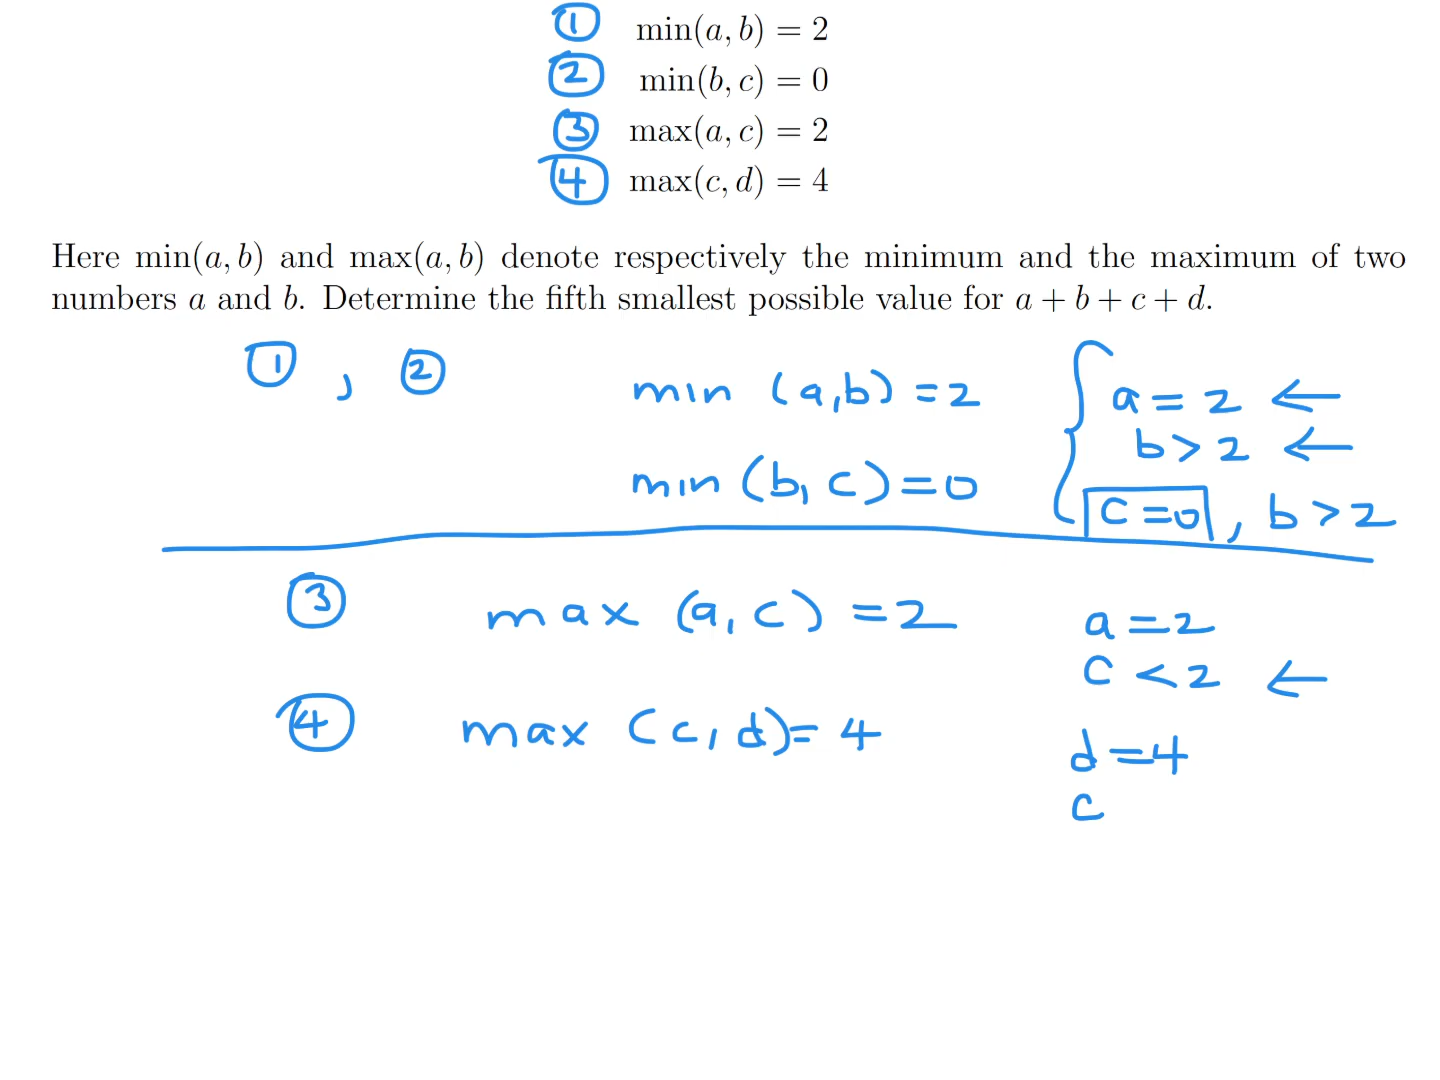 ① min(a, b) = 2
② min(b, c) = 0
③ max(a, c) = 2
④ max(c, d) = 4
Here min(a, b) and max(a, b) denote respectively the minimum and the maximum of two
numbers a and b. Determine the fifth smallest possible value for a + b + c + d.
① , ② min (a,b) = 2 { a = 2 ←
b > 2 ←
min (b, c) = 0 c = 0 , b > 2
③ max (a, c) = 2 a = 2
c < 2 ←
④ max (c, d) = 4 d = 4
c